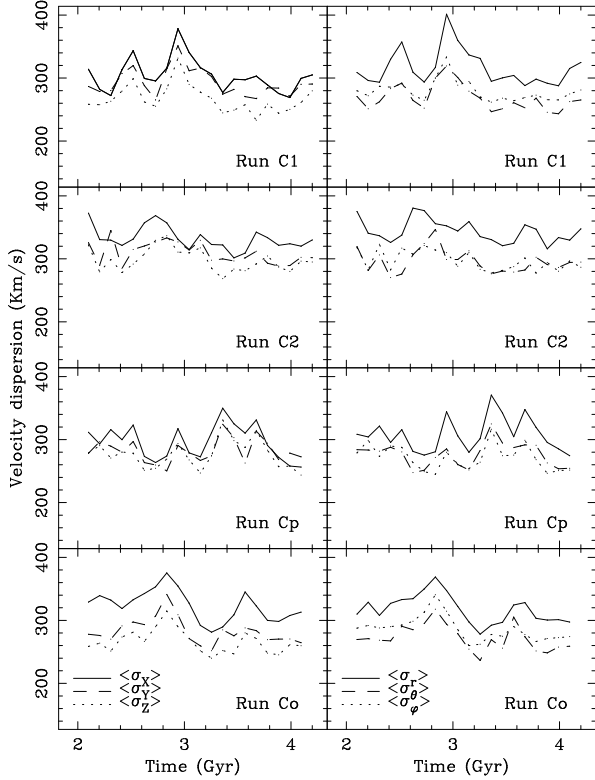 400
300
200
Run C1
Run C1
400
300
200
Run C2
Run C2
Velocity dispersion (Km/s)
400
300
200
Run Cp
Run Cp
400
300
200
<σX>
<σY>
<σZ>
Run Co
<σr>
<σθ>
<σφ>
Run Co
2 3 4 2 3 4
Time (Gyr) Time (Gyr)